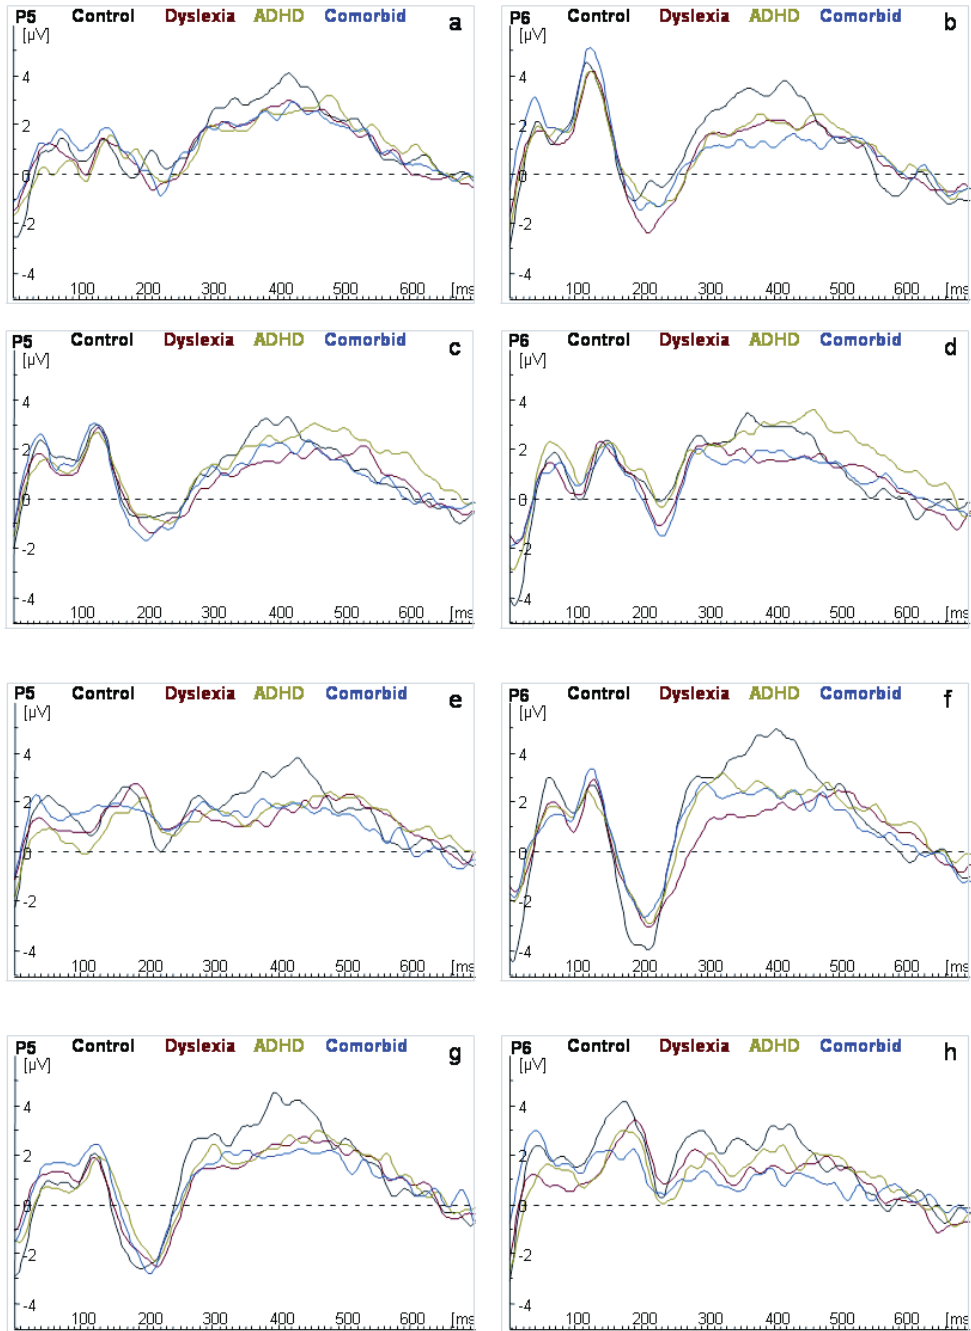 P5 Control Dyslexia ADHD Comorbid a
[µV]
4
2
0
-2
-4
100 200 300 400 500 600 [ms
P6 Control Dyslexia ADHD Comorbid b
[µV]
4
2
0
-2
-4
100 200 300 400 500 600 [ms
P5 Control Dyslexia ADHD Comorbid c
[µV]
4
2
0
-2
-4
100 200 300 400 500 600 [ms
P6 Control Dyslexia ADHD Comorbid d
[µV]
4
2
0
-2
-4
100 200 300 400 500 600 [ms
P5 Control Dyslexia ADHD Comorbid e
[µV]
4
2
0
-2
-4
100 200 300 400 500 600 [ms
P6 Control Dyslexia ADHD Comorbid f
[µV]
4
2
0
-2
-4
100 200 300 400 500 600 [ms
P5 Control Dyslexia ADHD Comorbid g
[µV]
4
2
0
-2
-4
100 200 300 400 500 600 [ms
P6 Control Dyslexia ADHD Comorbid h
[µV]
4
2
0
-2
-4
100 200 300 400 500 600 [ms